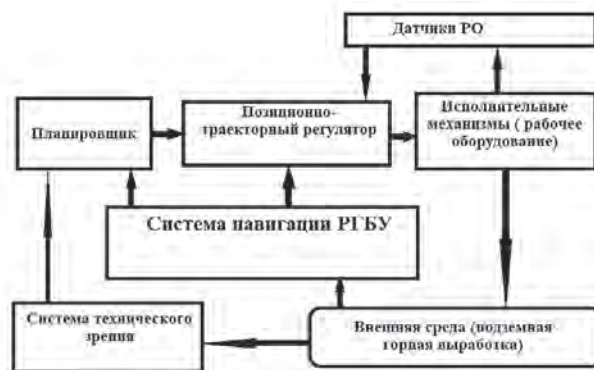 Датчики РО
Планировщик
Позиционно-
траекторный регулятор
Исполнительные
механизмы ( рабочее
оборудование)
Система навигации РГБУ
Система технического
зрения
Внешняя среда (подземная
горная выработка)